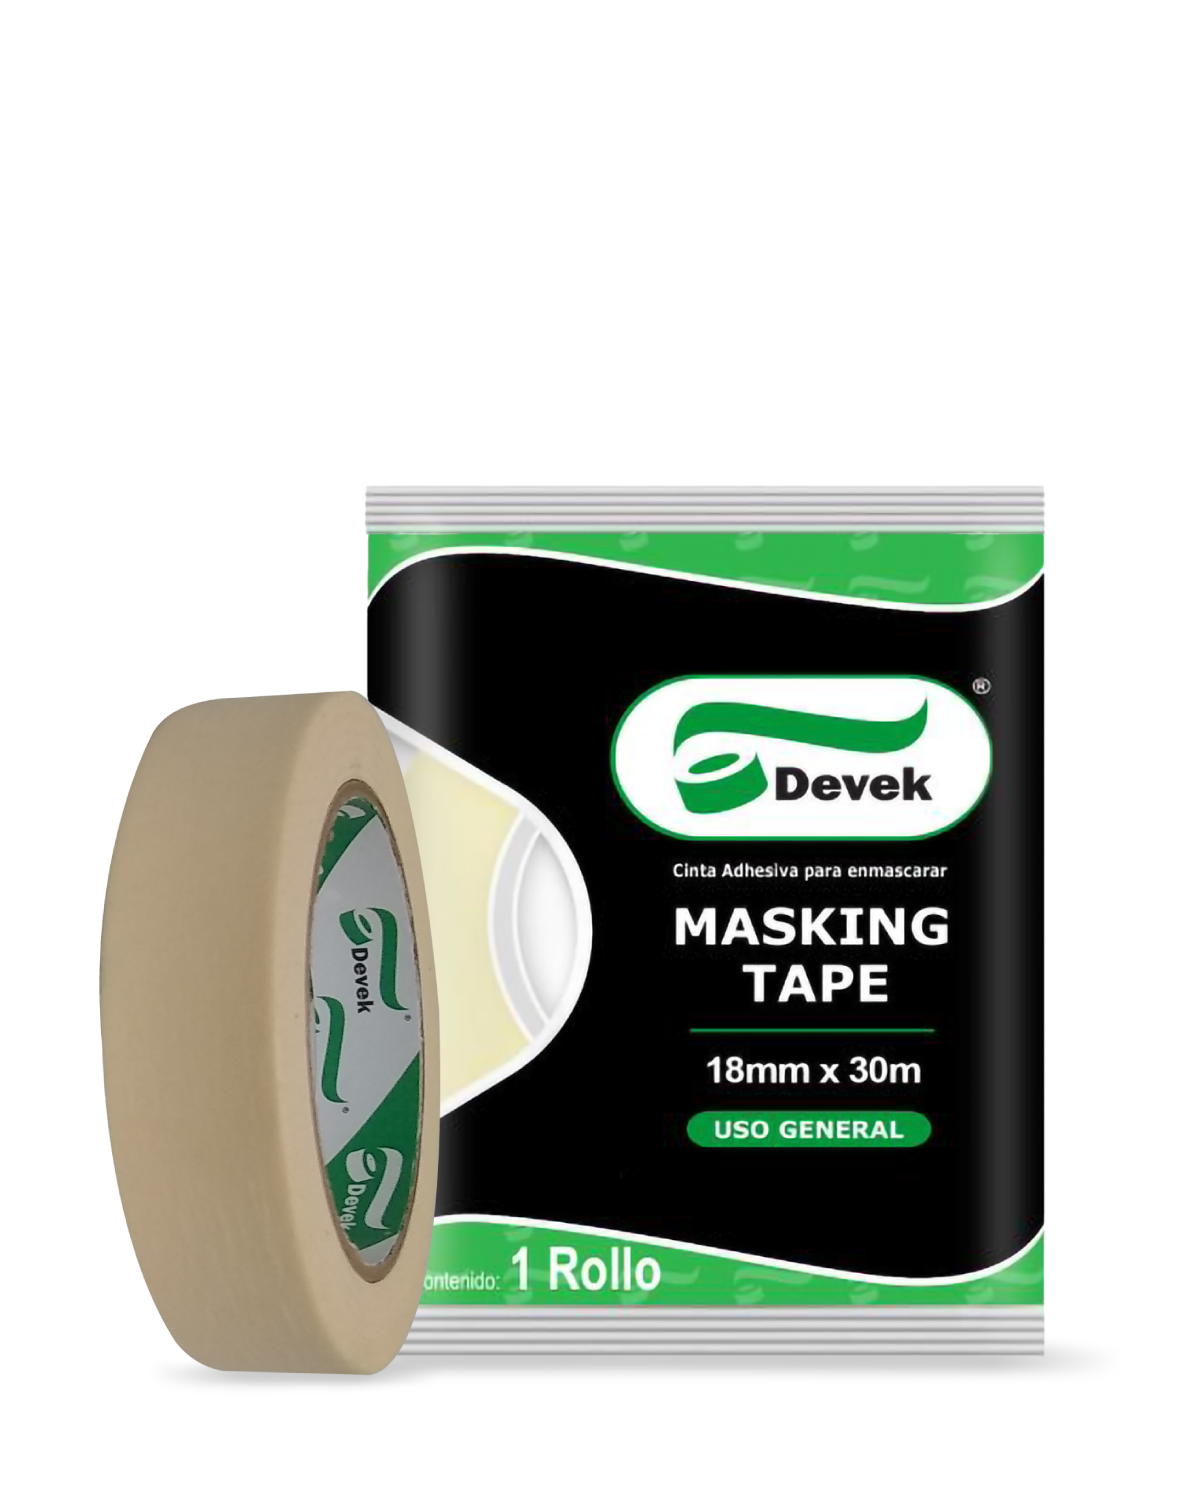 ®
Devek
Cinta Adhesiva para enmascarar
MASKING
TAPE
18mm x 30m
USO GENERAL
ontenido: 1 Rollo
Devek
®
®
Devek